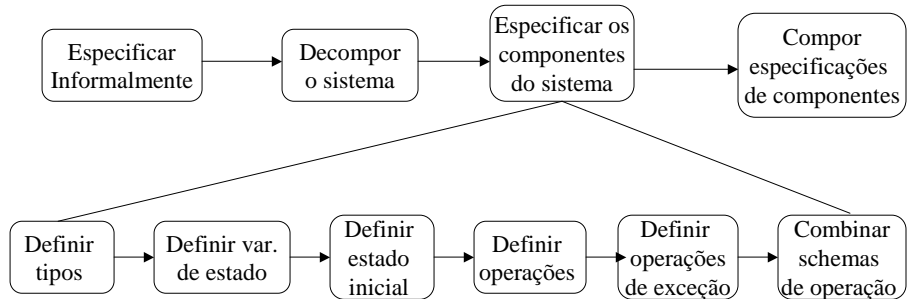 Especificar
Informalmente
Decompor
o sistema
Especificar os
componentes
do sistema
Compor
especificações
de componentes
Definir
tipos
Definir var.
de estado
Definir
estado
inicial
Definir
operações
Definir
operações
de exceção
Combinar
schemas
de operação